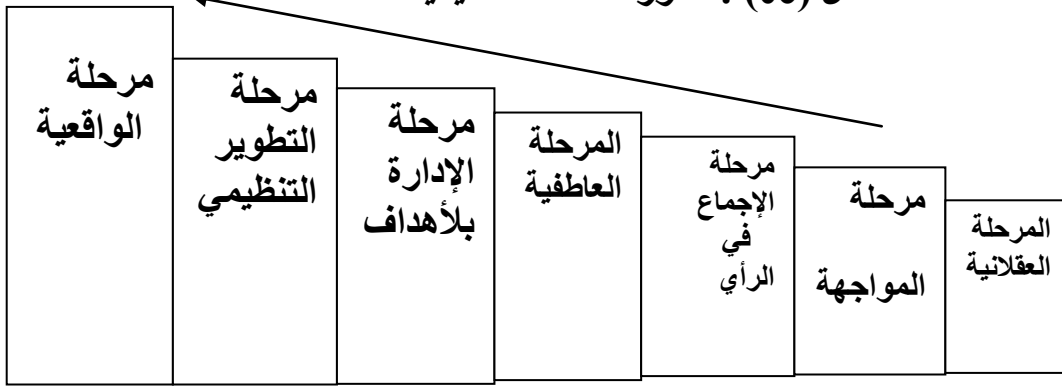 المرحلة
العقلانية
مرحلة
المواجهة
مرحلة
الإجماع
في
الرأي
المرحلة
العاطفية
مرحلة
الإدارة
بلأهداف
مرحلة
التطوير
التنظيمي
مرحلة
الواقعية